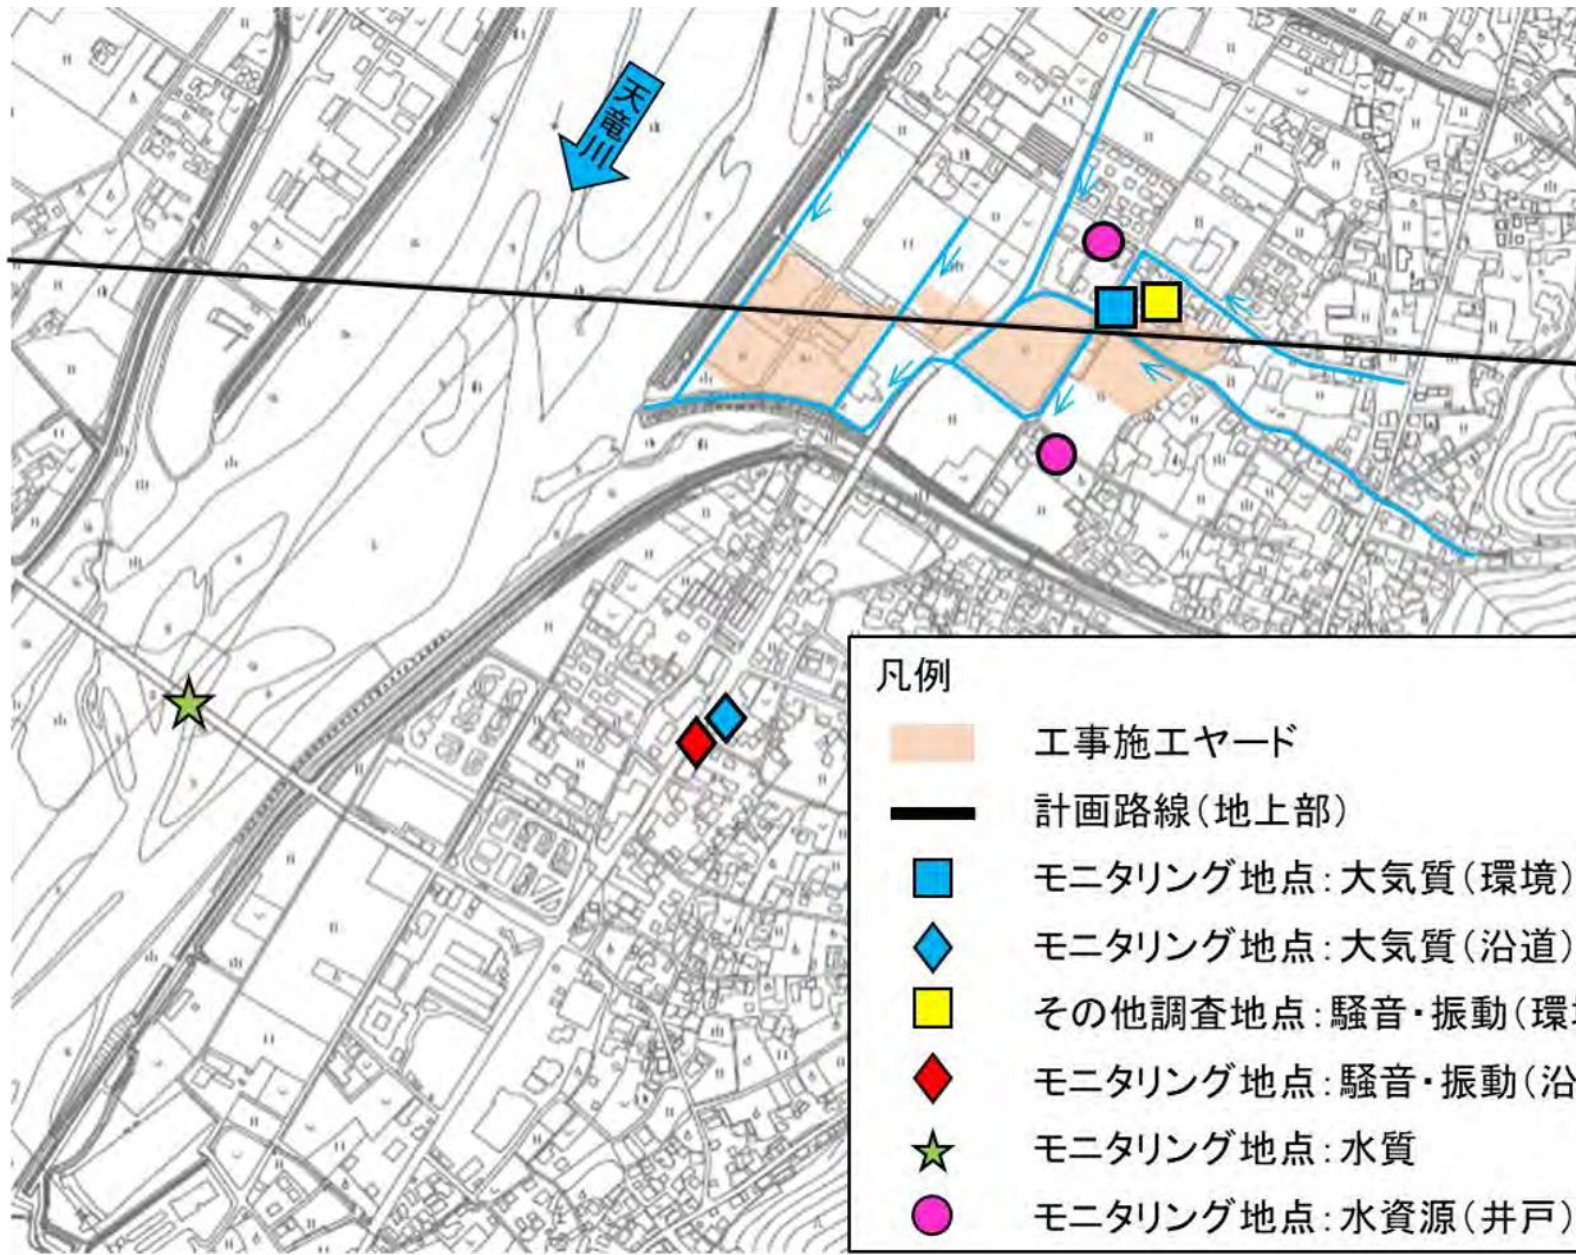 天竜川
凡例
工事施工ヤード
計画路線(地上部)
モニタリング地点:大気質(環境)
モニタリング地点:大気質(沿道)
その他調査地点:騒音・振動(環
モニタリング地点:騒音・振動(沿
モニタリング地点:水質
モニタリング地点:水資源(井戸)